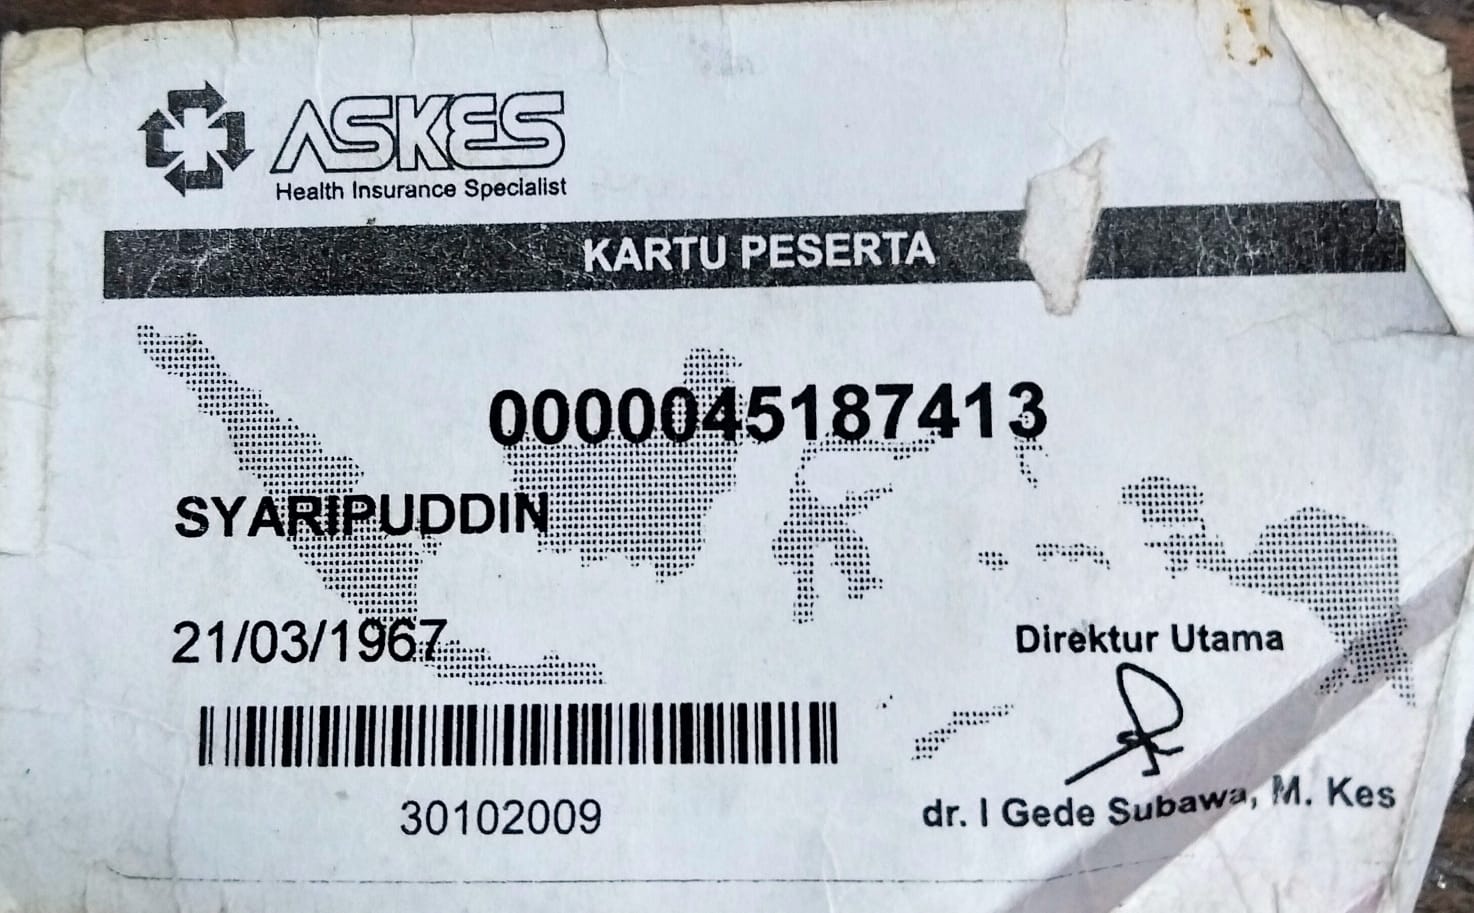 ASKES
Health Insurance Specialist
KARTU PESERTA
0000045187413
SYARIPUDDIN
21/03/1967
Direktur Utama
30102009
dr. I Gede Subawa, M. Kes